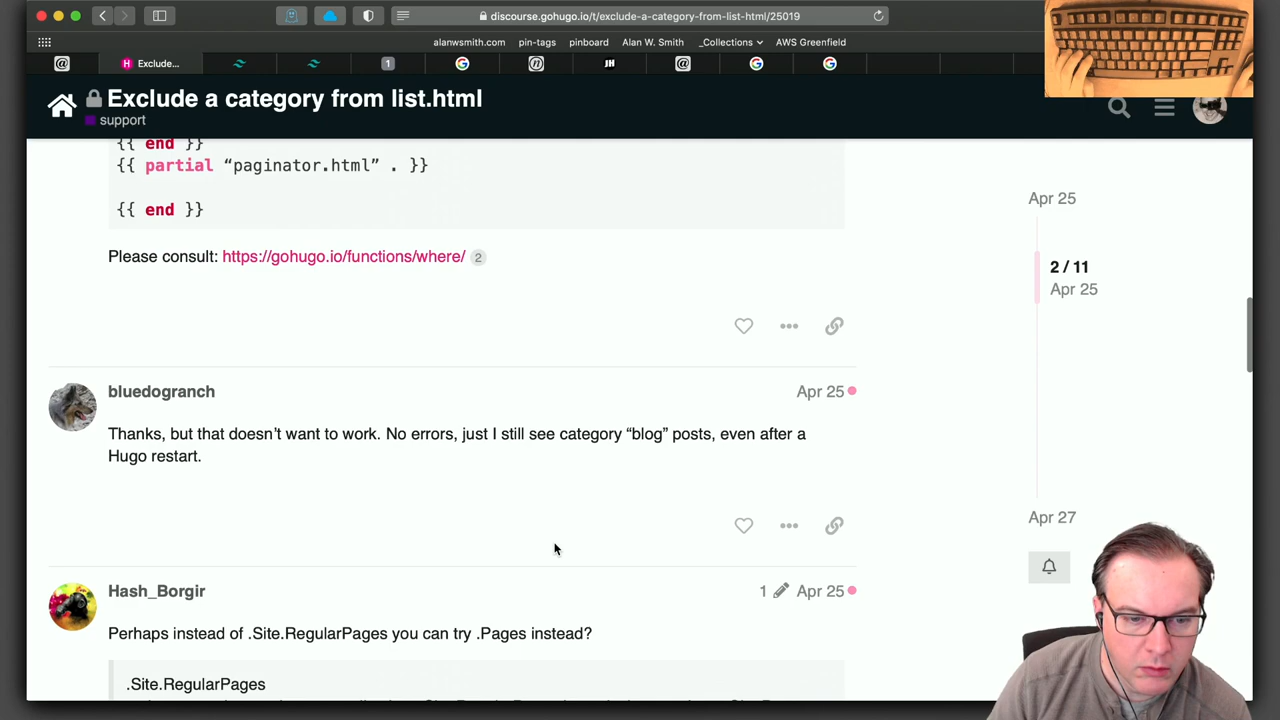 discourse.gohugo.io/t/exclude-a-category-from-list-html/25019
alanwsmith.com pin-tags pinboard Alan W. Smith _Collections AWS Greenfield
@ H Exclude... 1 G n JH @ G G
Exclude a category from list.html
support
{{ end }}
{{ partial “paginator.html” . }}
{{ end }}
Please consult: https://gohugo.io/functions/where/ 2
Apr 25
2 / 11
Apr 25
bluedogranch Apr 25
Thanks, but that doesn’t want to work. No errors, just I still see category “blog” posts, even after a
Hugo restart.
Apr 27
Hash_Borgir 1 Apr 25
Perhaps instead of .Site.RegularPages you can try .Pages instead?
.Site.RegularPages